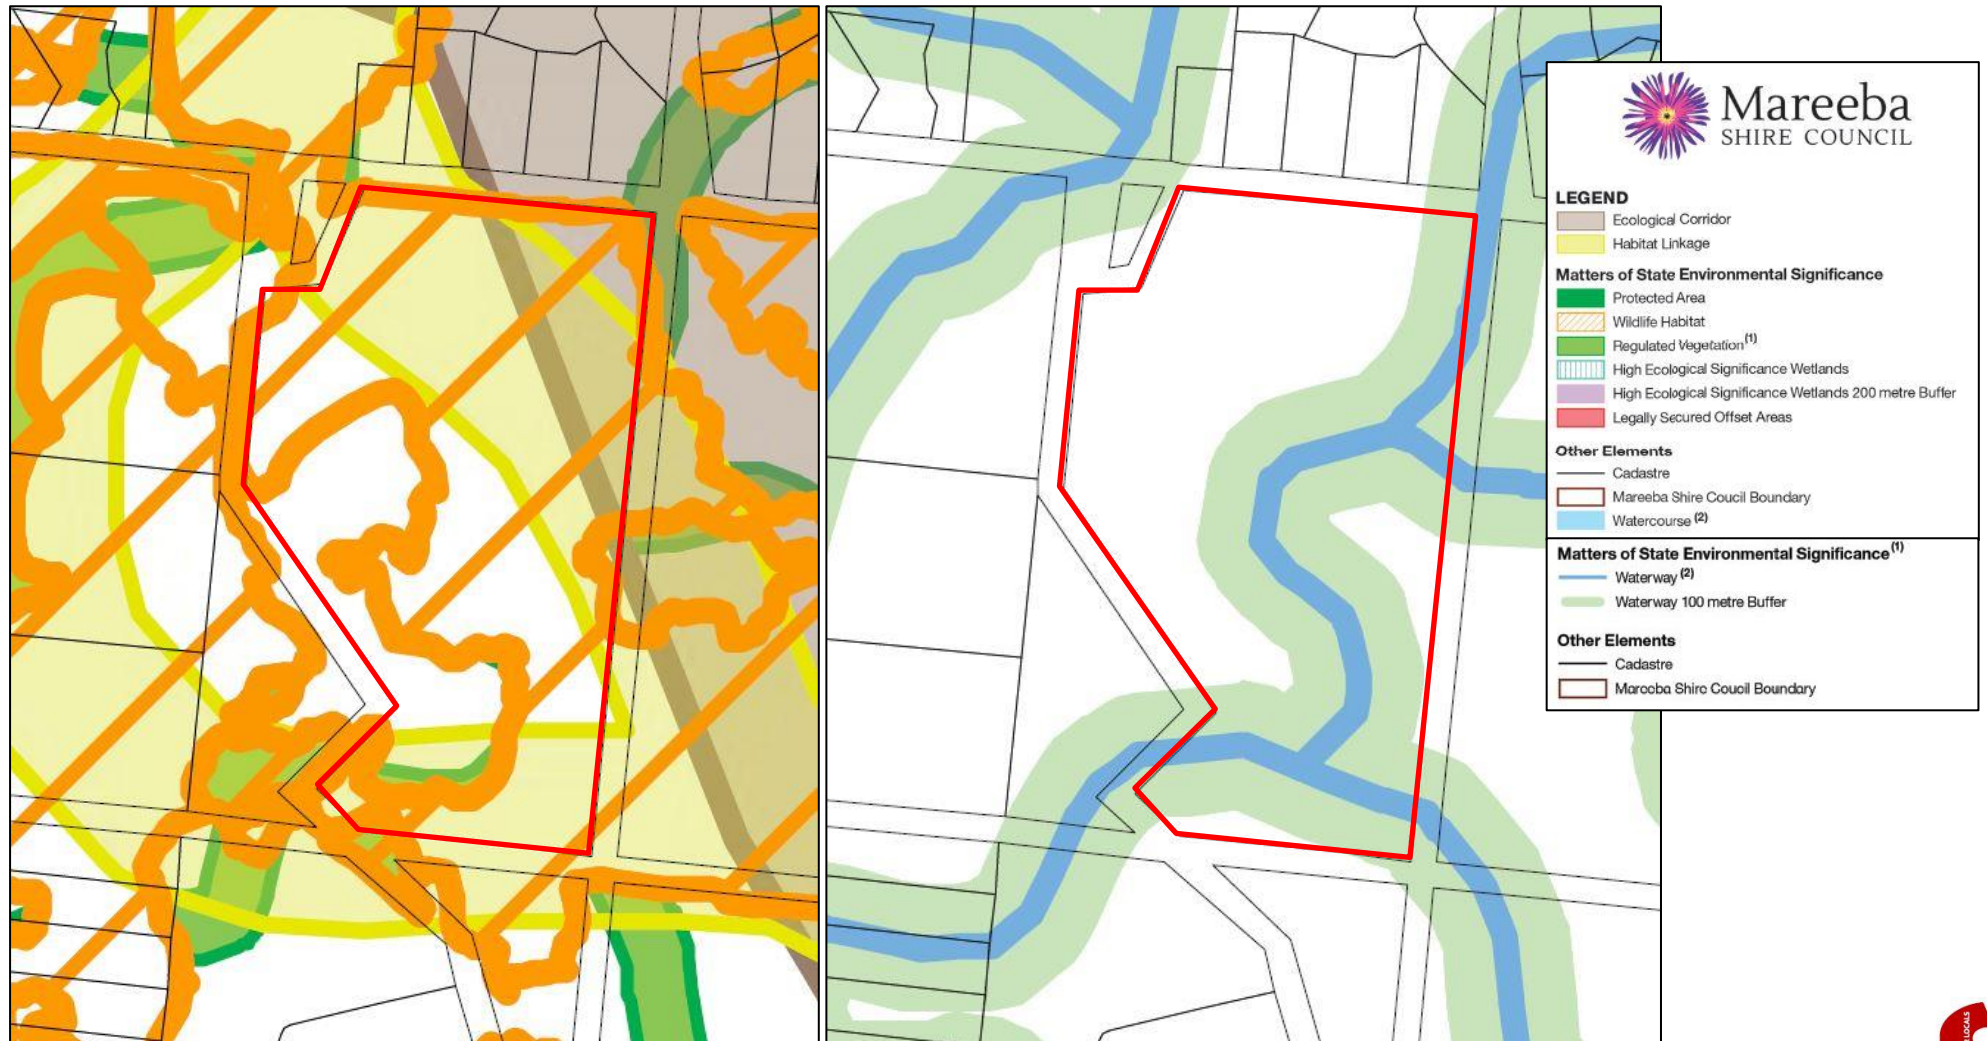 Mareeba
SHIRE COUNCIL
LEGEND
Ecological Corridor
Habitat Linkage
Matters of State Environmental Significance
Protected Area
Wildlife Habitat
Regulated Vegetation(1)
High Ecological Significance Wetlands
High Ecological Significance Wetlands 200 metre Buffer
Legally Secured Offset Areas
Other Elements
Cadastre
Mareeba Shire Coucil Boundary
Watercourse (2)
Matters of State Environmental Significance(1)
Waterway (2)
Waterway 100 metre Buffer
Other Elements
Cadastre
Mareeba Shire Coucil Boundary
LOCALS